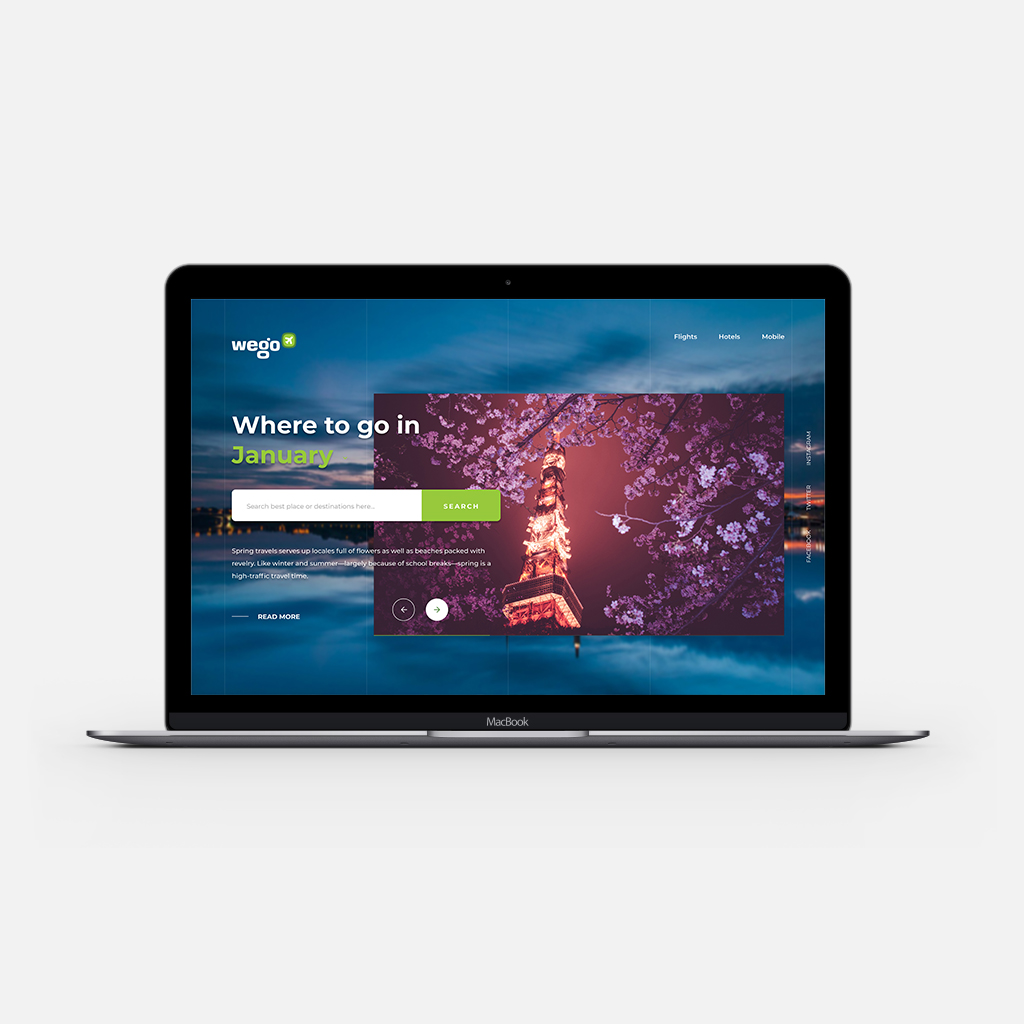 wego
Flights
Hotels
Mobile
Where to go in
January
Search best place or destinations here...
SEARCH
Spring travels serves up locales full of flowers as well as beaches packed with
revelry. Like winter and summer—largely because of school breaks—spring is a
high-traffic travel time.
READ MORE
INSTAGRAM
TWITTER
FACEBOOK
MacBook